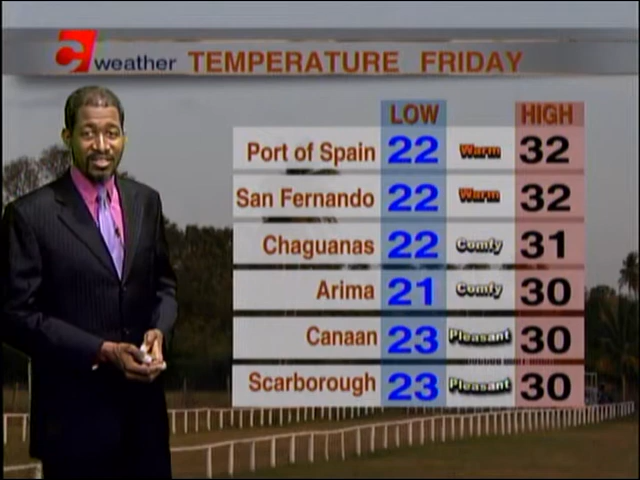 weather TEMPERATURE FRIDAY
LOW HIGH
Port of Spain 22 Warm 32
San Fernando 22 Warm 32
Chaguanas 22 Comfy 31
Arima 21 Comfy 30
Canaan 23 Pleasant 30
Scarborough 23 Pleasant 30